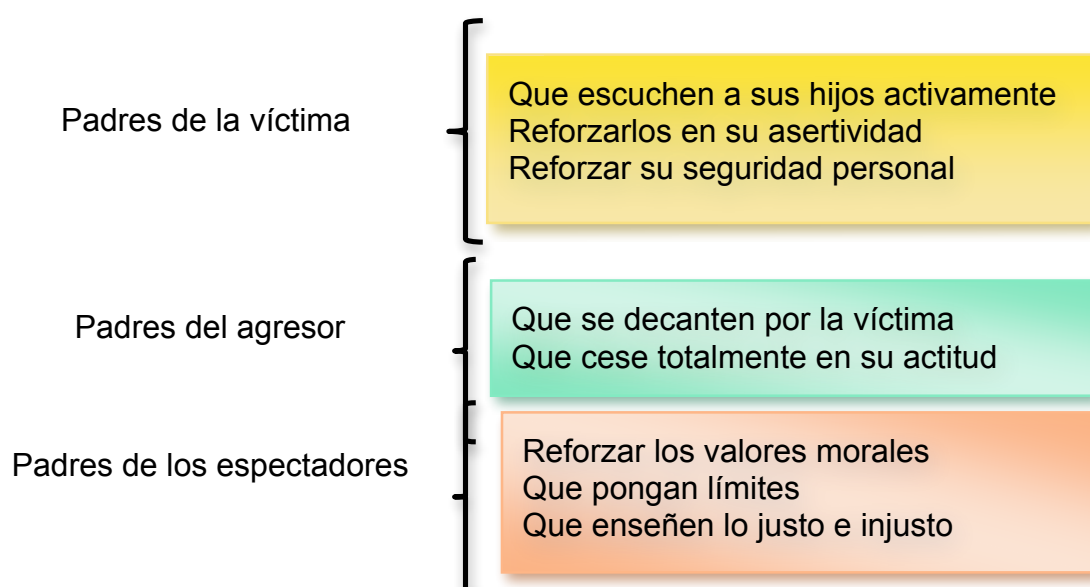 Padres de la víctima
Que escuchen a sus hijos activamente
Reforzarlos en su asertividad
Reforzar su seguridad personal
Padres del agresor
Que se decanten por la víctima
Que cese totalmente en su actitud
Padres de los espectadores
Reforzar los valores morales
Que pongan límites
Que enseñen lo justo e injusto